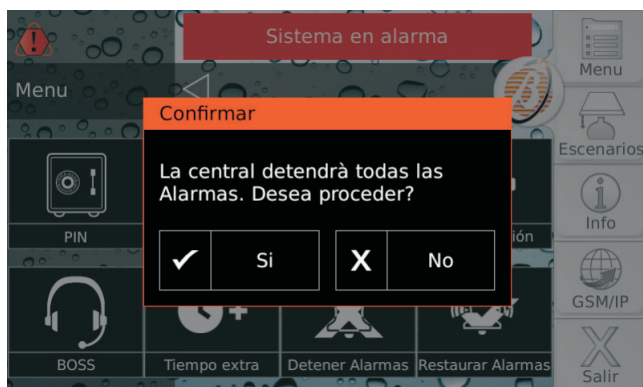 Sistema en alarma
Menu
Menu
Confirmar
La central detendrà todas las
Alarmas. Desea proceder?
Si
No
Escenarios
Info
GSM/IP
Salir
PIN
ión
BOSS
Tiempo extra
Detener Alarmas
Restaurar Alarmas